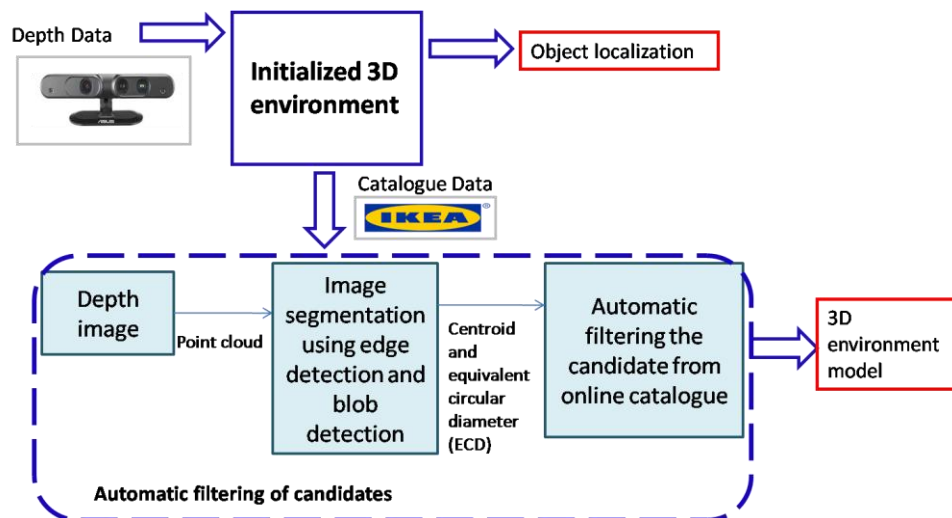 Depth Data
ASUS
Initialized 3D
environment
Object localization
Catalogue Data
IKEA®
Depth
image
Point cloud
Image
segmentation
using edge
detection and
blob
detection
Centroid
and
equivalent
circular
diameter
(ECD)
Automatic
filtering the
candidate from
online catalogue
3D
environment
model
Automatic filtering of candidates